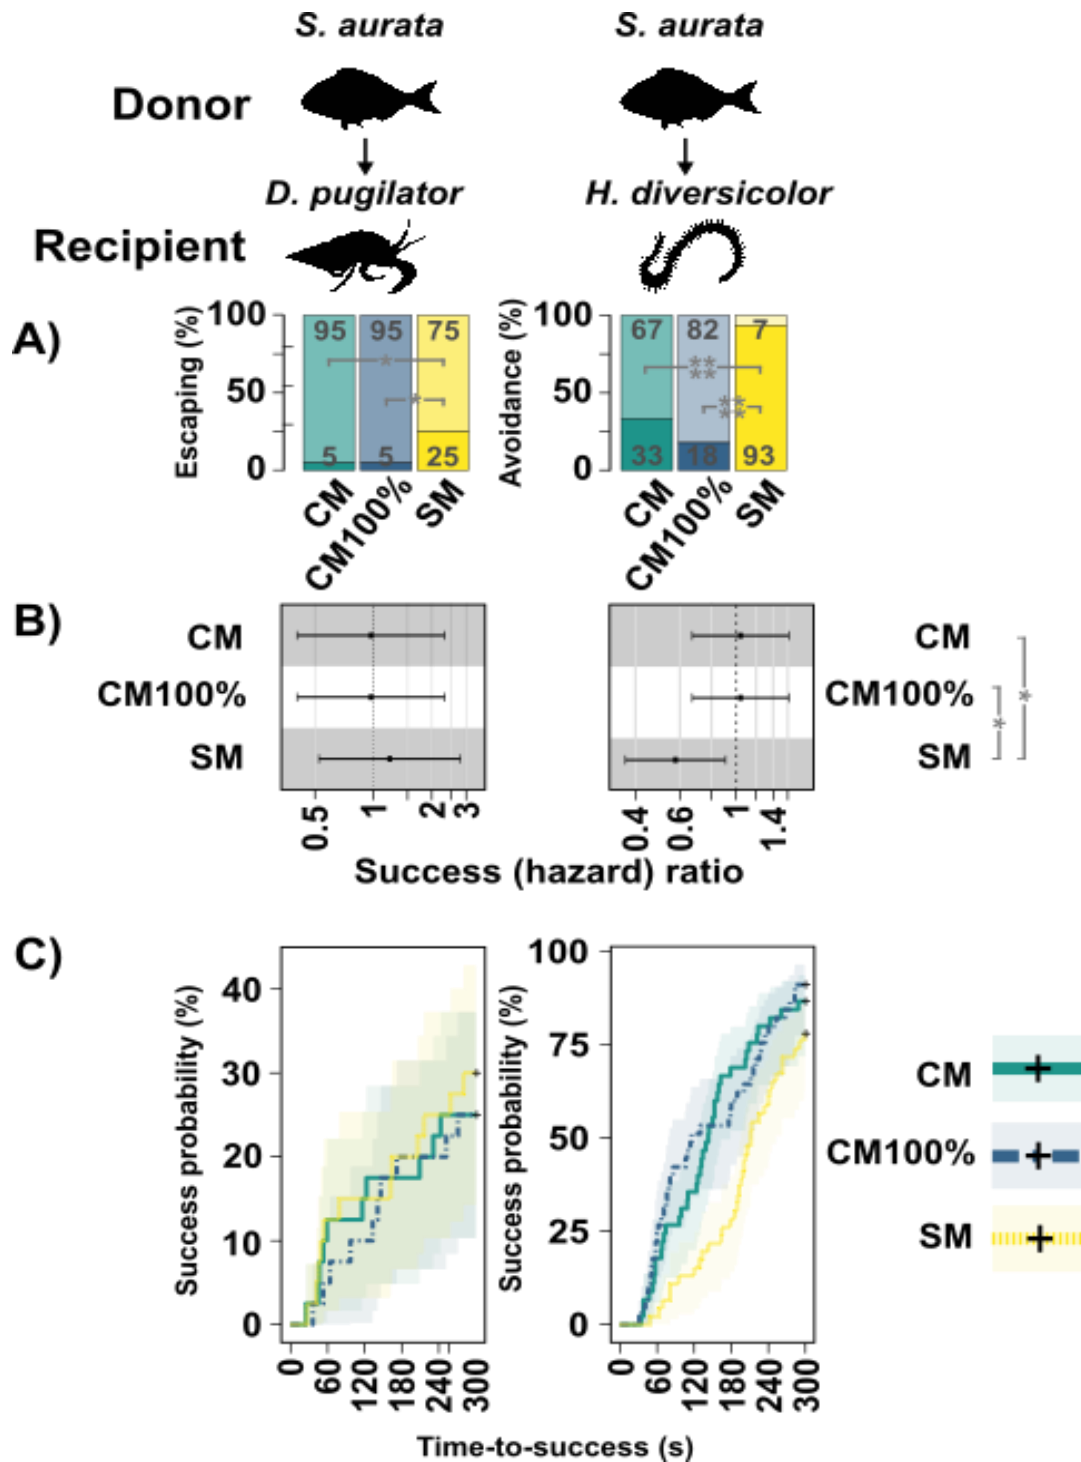 S. aurata S. aurata
Donor
D. pugilator H. diversicolor
Recipient
A)
Escaping (%)
100
50
0
95 95 75
5 5 25
* 
*
CM CM100% SM
Avoidance (%)
100
50
0
67 82 7
33 18 93
**
**
**
**
CM CM100% SM
B)
CM
CM100%
SM
0.5 1 2 3
CM
CM100%
SM
*
*
0.4 0.6 1 1.4
Success (hazard) ratio
C)
Success probability (%)
40
30
20
10
0
0 60 120 180 240 300
Success probability (%)
100
75
50
25
0
0 60 120 180 240 300
Time-to-success (s)
CM
CM100%
SM